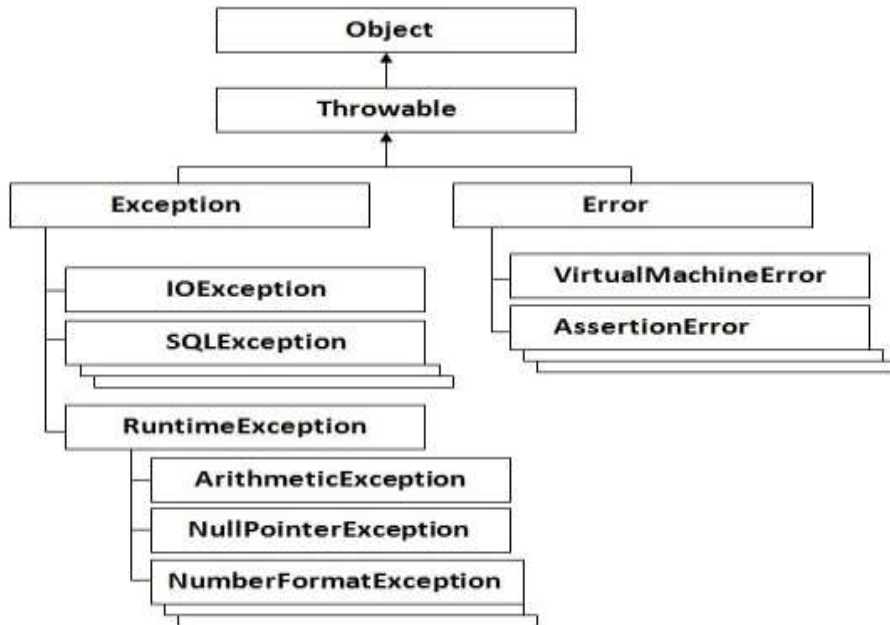 Object
Throwable
Exception
Error
IOException
VirtualMachineError
SQLException
AssertionError
RuntimeException
ArithmeticException
NullPointerException
NumberFormatException